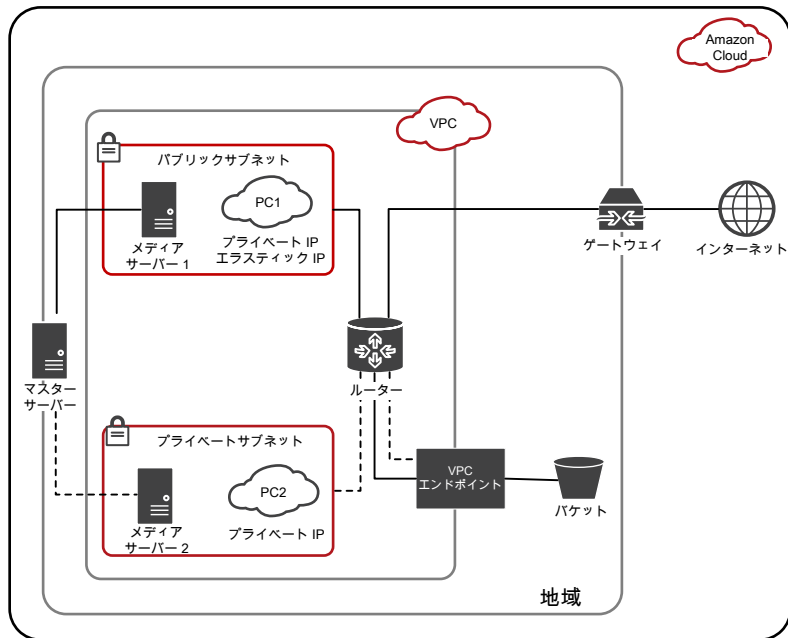 Amazon
Cloud
VPC
パブリックサブネット
PC1
メディア
サーバー 1
プライベート IP
エラスティック IP
ゲートウェイ
インターネット
マスター
サーバー
ルーター
プライベートサブネット
PC2
メディア
サーバー 2
プライベート IP
VPC
エンドポイント
バケット
地域